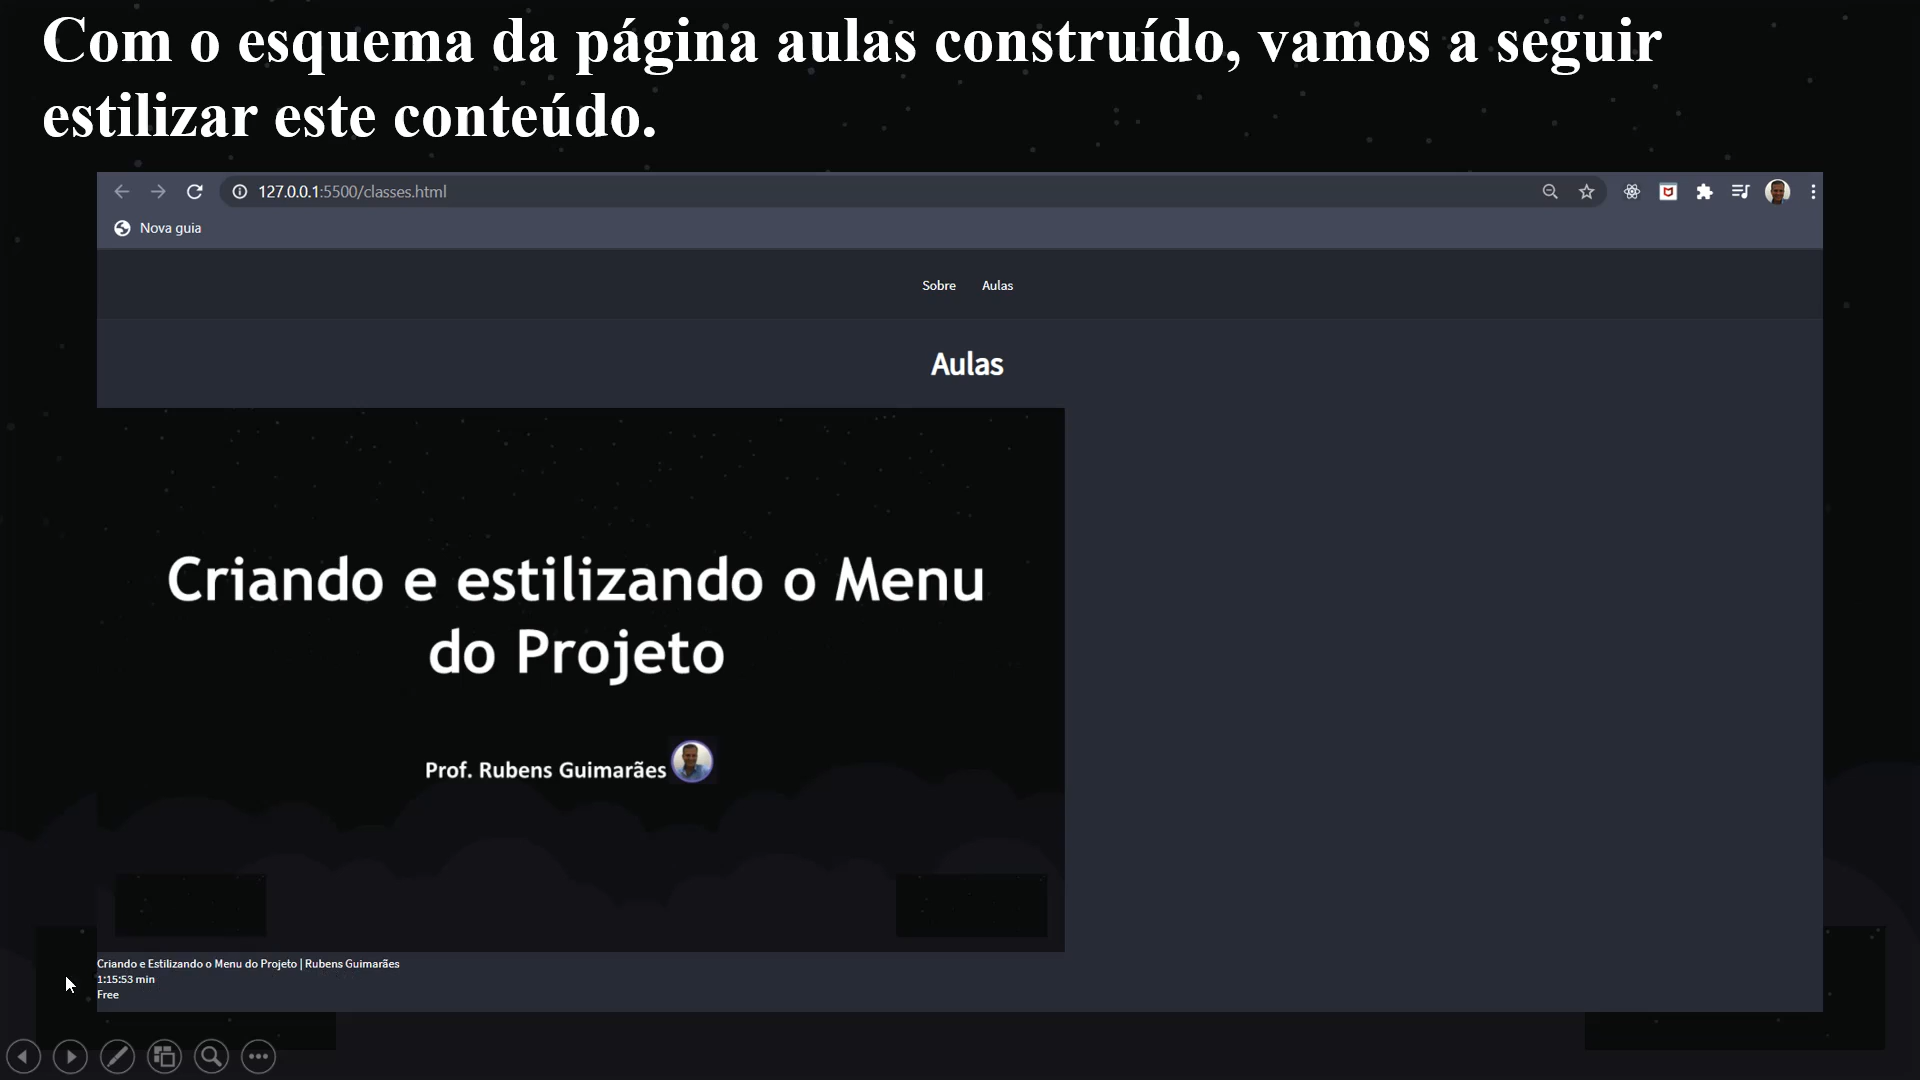 Com o esquema da página aulas construído, vamos a seguir
estilizar este conteúdo.
127.0.0.1:5500/classes.html
Nova guia
Sobre Aulas
Aulas
Criando e estilizando o Menu
do Projeto
Prof. Rubens Guimarães
Criando e Estilizando o Menu do Projeto | Rubens Guimarães
1:15:53 min
Free